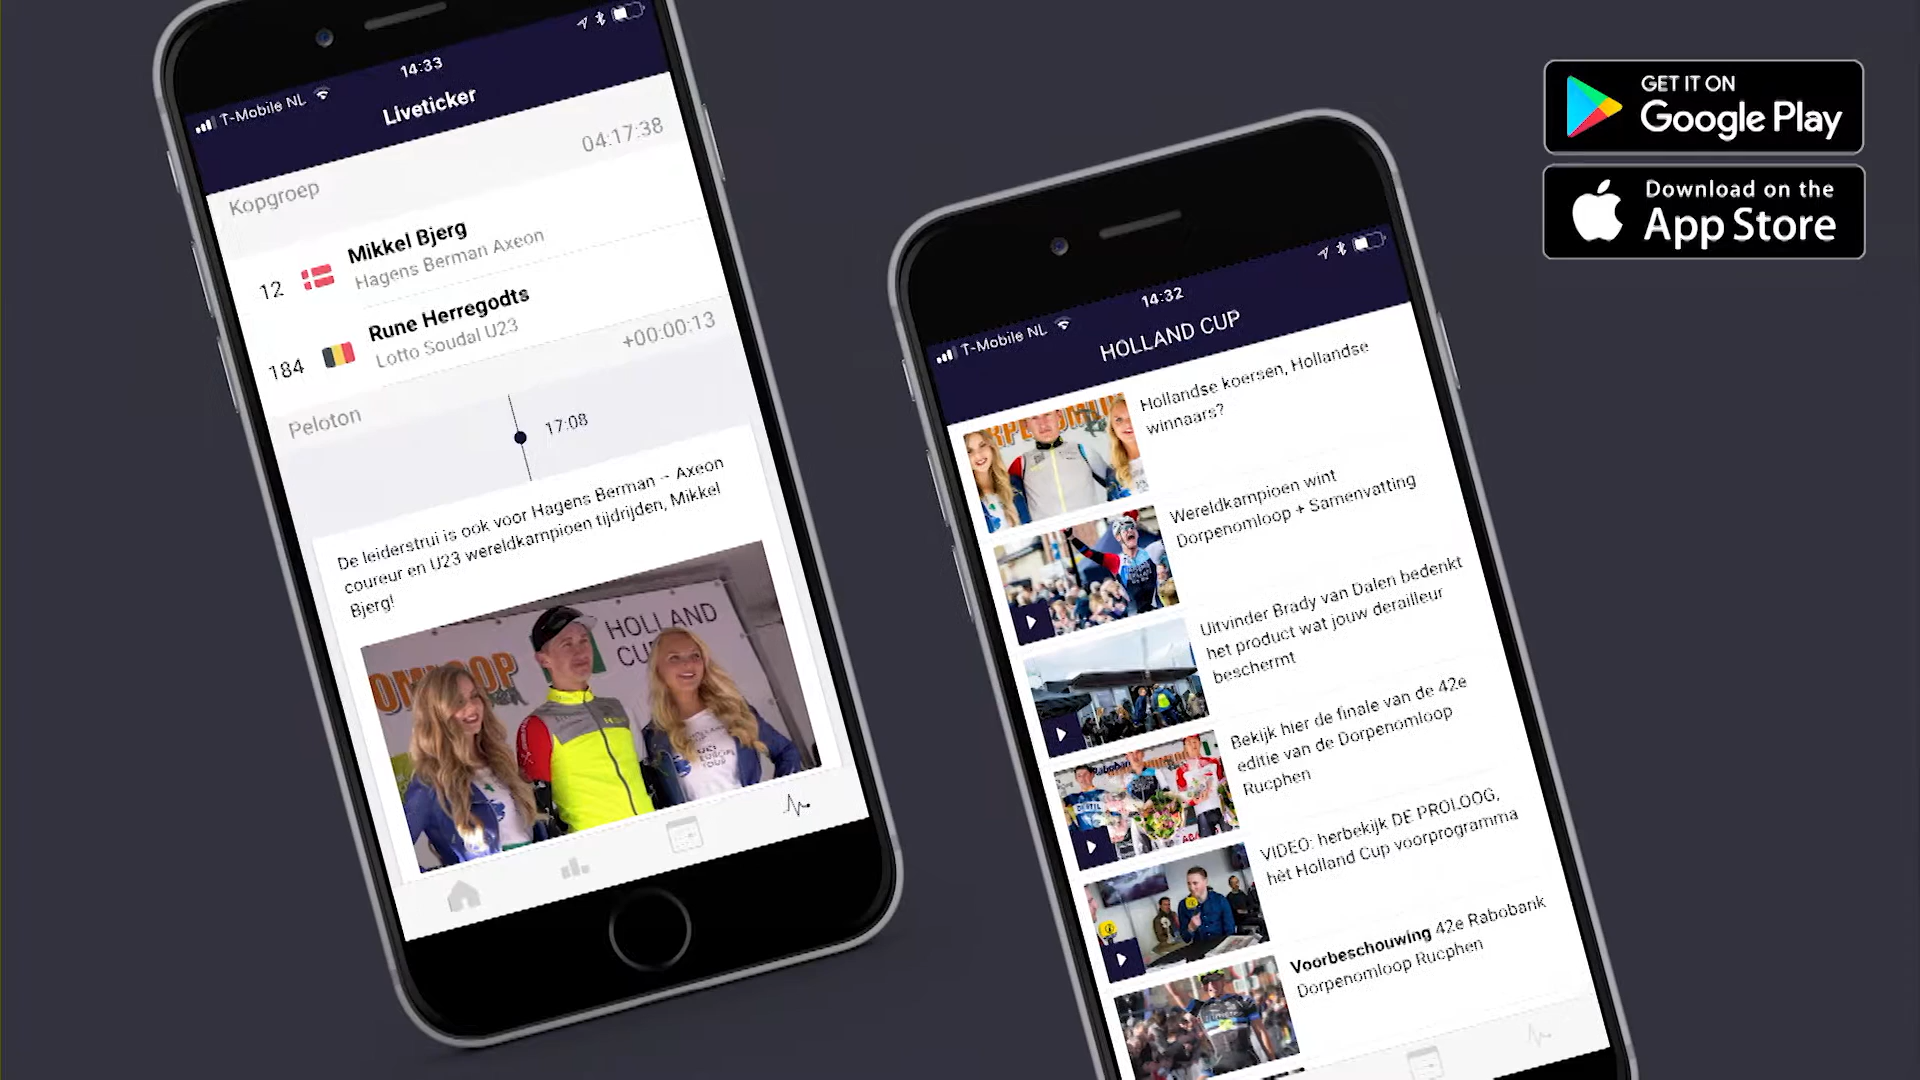 T-Mobile NL
14:33
Liveticker
Kopgroep
04:17:38
12
Mikkel Bjerg
Hagens Berman Axeon
184
Rune Herregodts
Lotto Soudal U23
+00:00:13
Peloton
17:08
De leiderstrui is ook voor Hagens Berman - Axeon
coureur en U23 wereldkampioen tijdrijden, Mikkel
Bjerg!
HOLLAND
CU
UCI
EUROPE
TOUR
T-Mobile NL
14:32
HOLLAND CUP
Hollandse koersen, Hollandse
winnaars?
Wereldkampioen wint
Dorpenomloop + Samenvatting
Uitvinder Brady van Dalen bedenkt
het product wat jouw derailleur
beschermt
Bekijk hier de finale van de 42e
editie van de Dorpenomloop
Rucphen
VIDEO: herbekijk DE PROLOOG,
hèt Holland Cup voorprogramma
Voorbeschouwing 42e Rabobank
Dorpenomloop Rucphen
GET IT ON
Google Play
Download on the
App Store